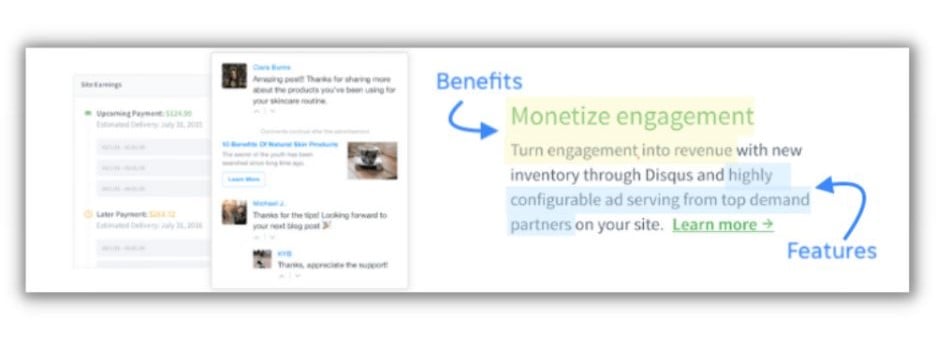 Site Earnings
Upcoming Payment: $124.99
Estimated Delivery: July 31, 2015
Later Payment:
Estimated Delivery: July 31, 2016
Ciara Burns
Amazing post!! Thanks for sharing more
about the products you've been using for
your skincare routine.
Comments continue after the advertisement
10 Benefits Of Natural Skin Products
The secret of the youth has been
searched since long time ago.
Learn More
Michael J.
Thanks for the tips! Looking forward to
your next blog post 🎉
KYB
Thanks, appreciate the support!
Benefits
Monetize engagement
Turn engagement into revenue with new
inventory through Disqus and highly
configurable ad serving from top demand
partners on your site. Learn more →
Features